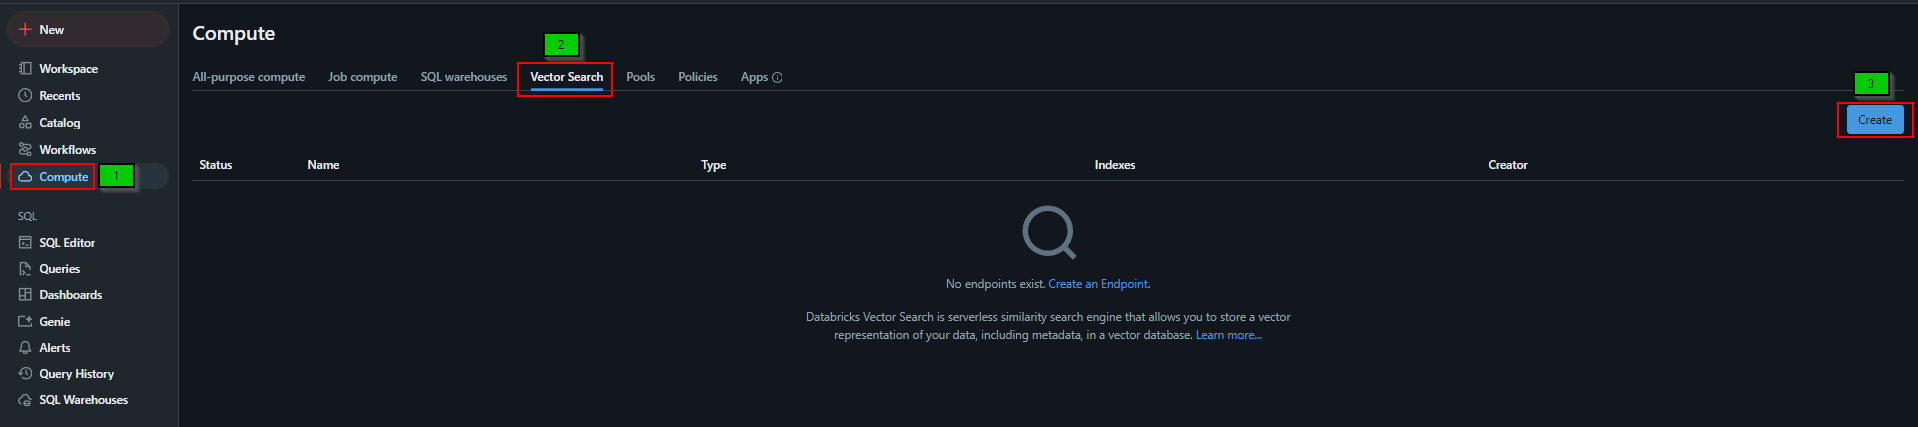 New
Workspace
Recents
Catalog
Workflows
Compute
1
SQL
SQL Editor
Queries
Dashboards
Genie
Alerts
Query History
SQL Warehouses
Compute
2
All-purpose compute Job compute SQL warehouses Vector Search Pools Policies Apps
3
Create
Status Name Type Indexes Creator
No endpoints exist. Create an Endpoint.
Databricks Vector Search is serverless similarity search engine that allows you to store a vector
representation of your data, including metadata, in a vector database. Learn more...